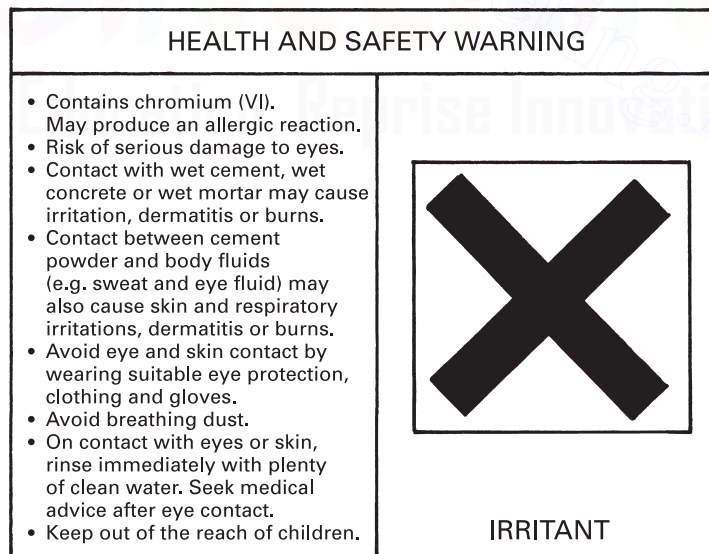 HEALTH AND SAFETY WARNING
• Contains chromium (VI).
May produce an allergic reaction.
• Risk of serious damage to eyes.
• Contact with wet cement, wet
concrete or wet mortar may cause
irritation, dermatitis or burns.
• Contact between cement
powder and body fluids
(e.g. sweat and eye fluid) may
also cause skin and respiratory
irritations, dermatitis or burns.
• Avoid eye and skin contact by
wearing suitable eye protection,
clothing and gloves.
• Avoid breathing dust.
• On contact with eyes or skin,
rinse immediately with plenty
of clean water. Seek medical
advice after eye contact.
• Keep out of the reach of children.
IRRITANT